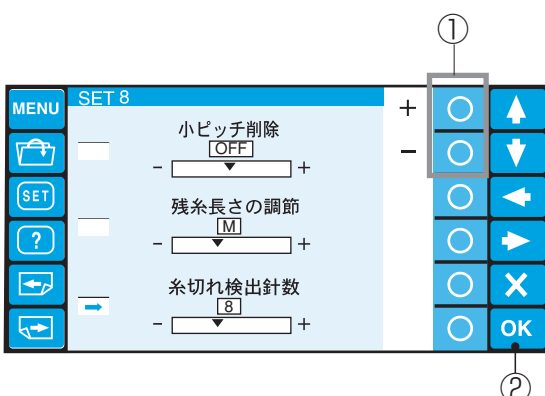 ①
MENU
SET 8
+
小ピッチ削除
OFF
- +
−
SET
残糸長さの調節
M
- +
?
糸切れ検出針数
8
- +
OK
②